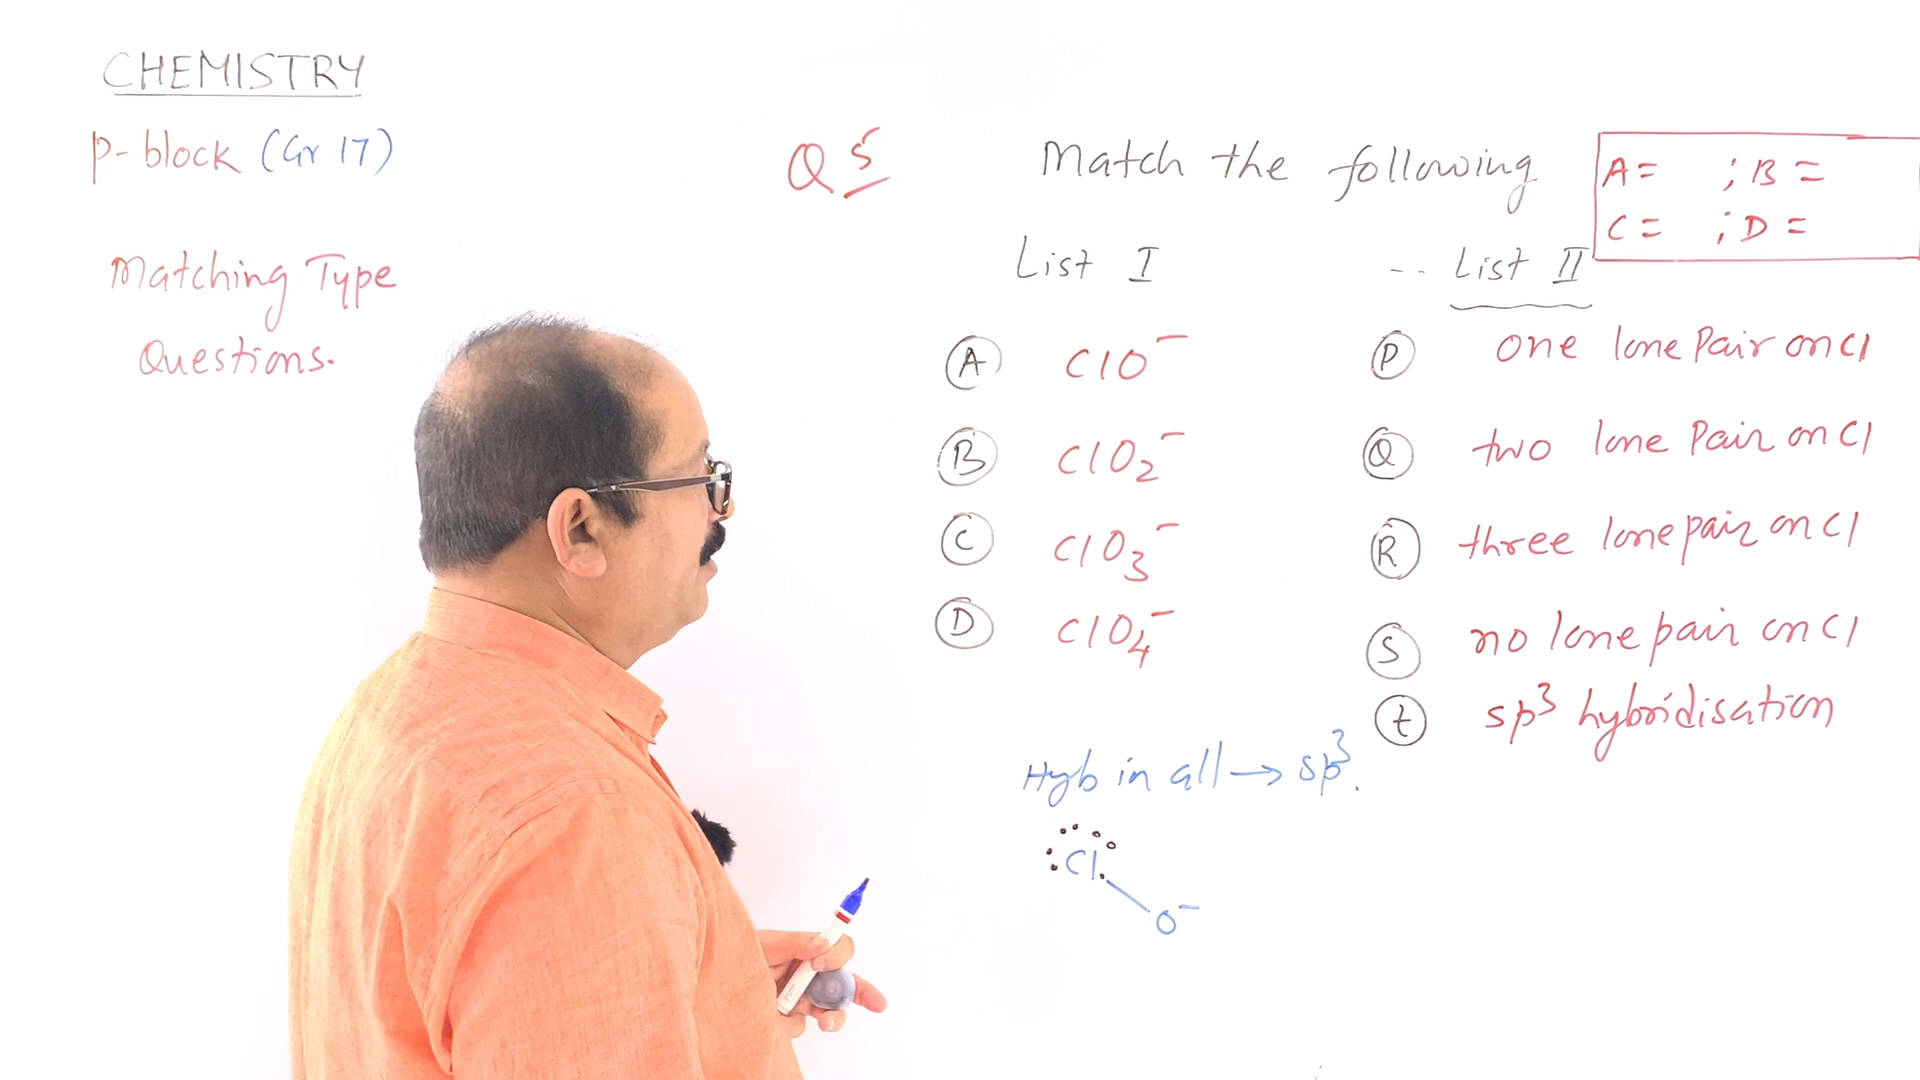 CHEMISTRY
p-block (Gr 17)
Matching Type
Questions.
Q 5
Match the following
A= ; B =
C = ; D =
List I
-- List II
A ClO⁻
P one lone Pair on Cl
B ClO₂⁻
Q two lone Pair on Cl
C ClO₃⁻
R three lone pair on Cl
D ClO₄⁻
S no lone pair on Cl
t sp³ hybridisation
Hyb in all → sp³.
Cl
O⁻